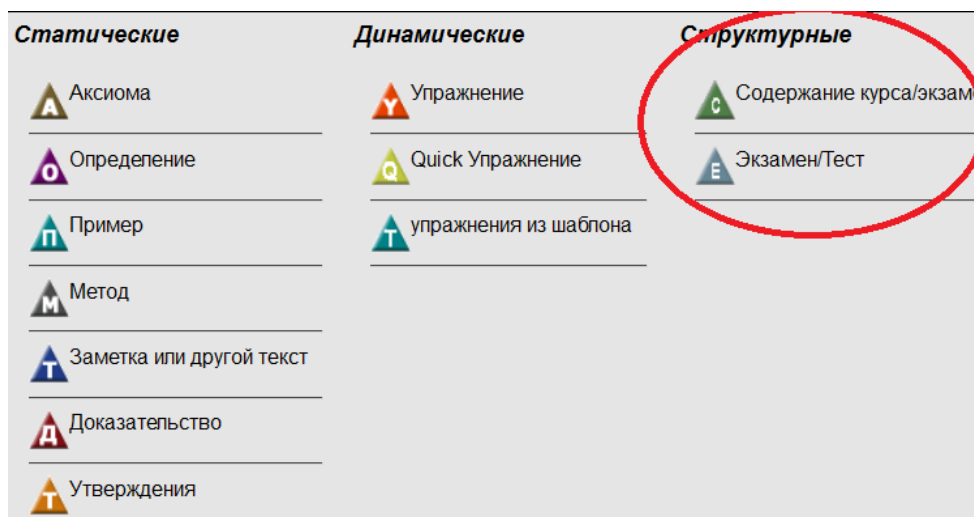 Статические
Динамические
Структурные
А Аксиома
У Упражнение
С Содержание курса/экзам
О Определение
Q Quick Упражнение
Е Экзамен/Тест
П Пример
Т упражнения из шаблона
М Метод
Т Заметка или другой текст
Д Доказательство
Т Утверждения